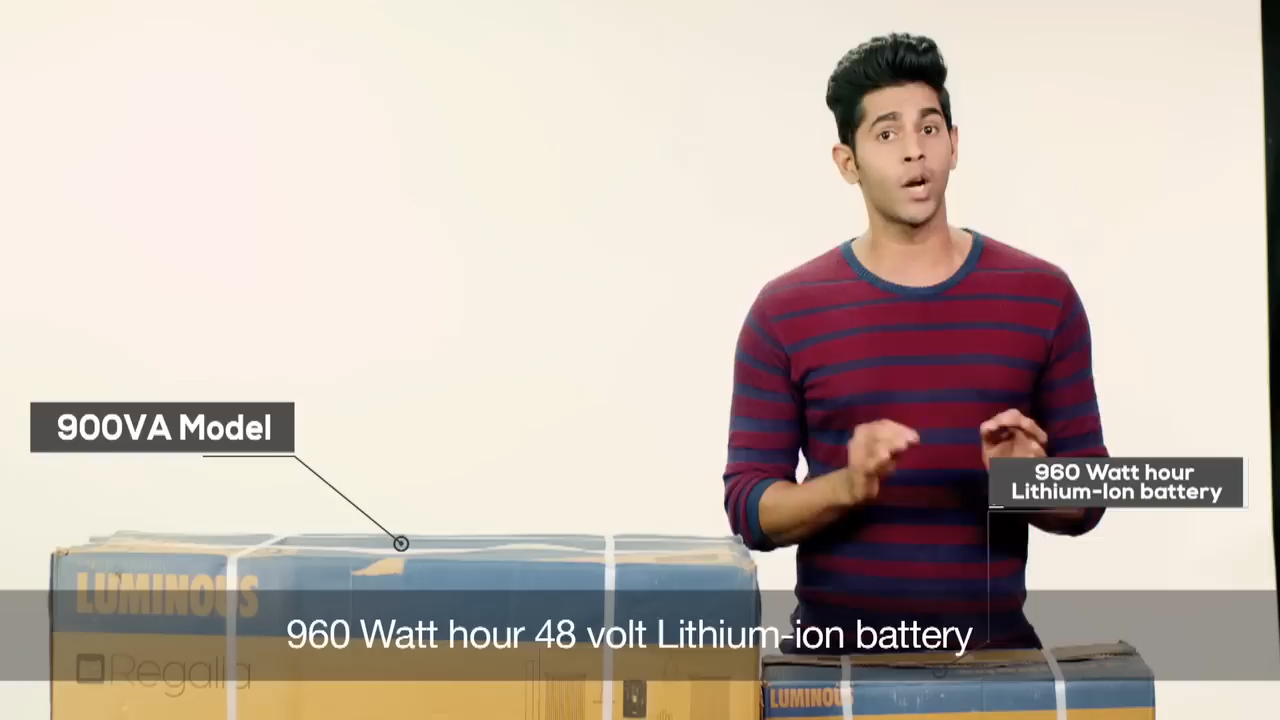 900VA Model
960 Watt hour
Lithium-Ion battery
LUMINOUS
960 Watt hour 48 volt Lithium-ion battery
Regalia
LUMINOUS